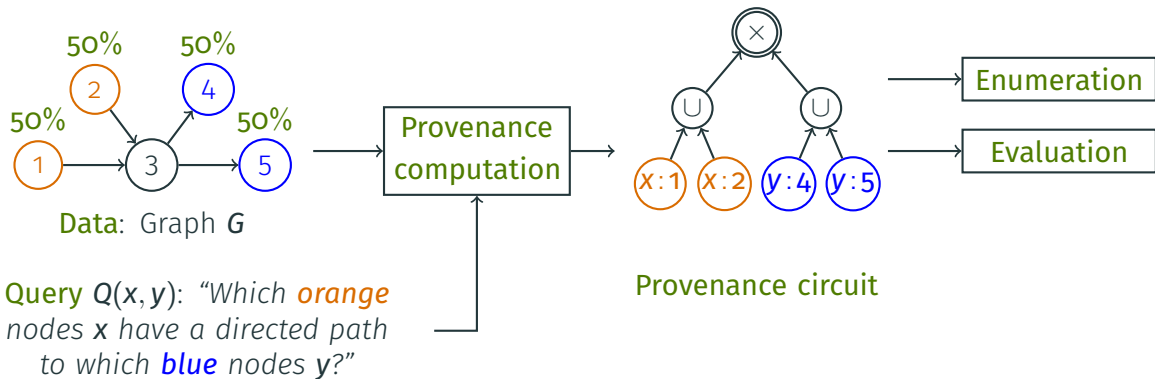 50% 50%
2 4
50% 50%
1 3 5
Data: Graph G
Query Q(x, y): “Which orange
nodes x have a directed path
to which blue nodes y?”
Provenance
computation
×
∪ ∪
x:1 x:2 y:4 y:5
Provenance circuit
Enumeration
Evaluation